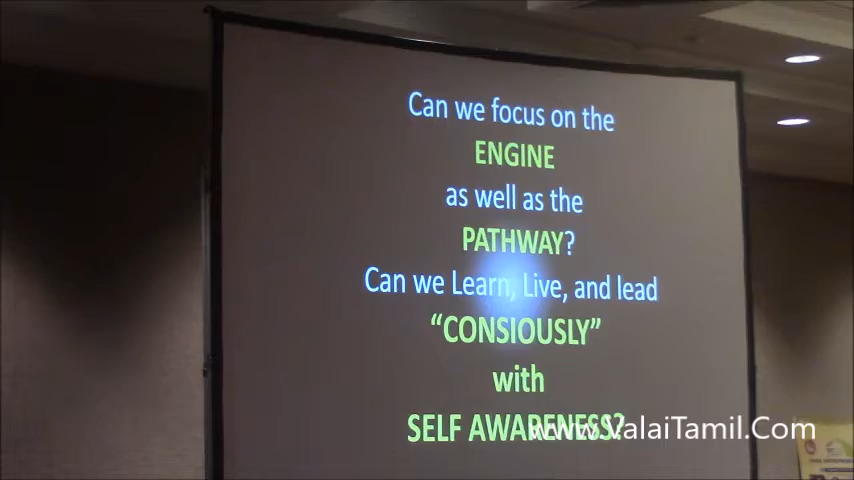 Can we focus on the
ENGINE
as well as the
PATHWAY?
Can we Learn, Live, and lead
“CONSIOUSLY”
with
SELF AWARENESS?
www.ValaiTamil.Com